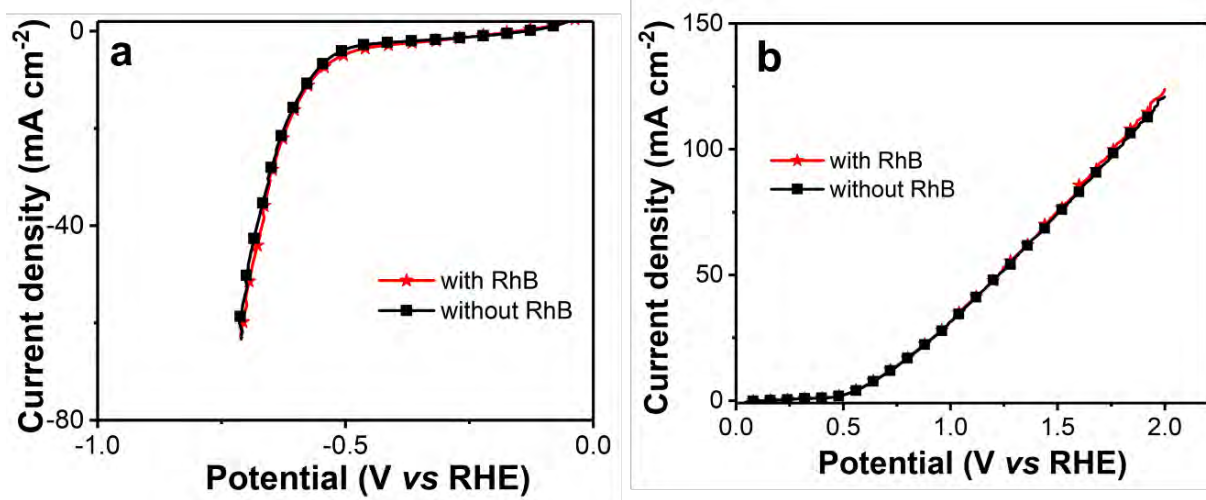 a
0
-40
-80
-1.0
-0.5
0.0
Current density (mA cm⁻²)
Potential (V vs RHE)
with RhB
without RhB
b
150
100
50
0
0.0
0.5
1.0
1.5
2.0
Current density (mA cm⁻²)
Potential (V vs RHE)
with RhB
without RhB